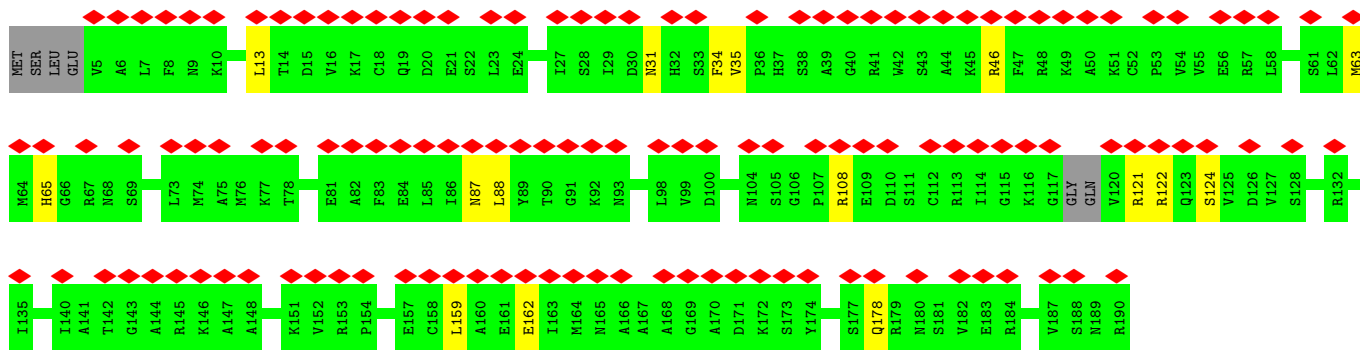 MET SER LEU GLU V5 A6 L7 F8 N9 K10 L13 T14 D15 V16 K17 C18 Q19 D20 E21 L23 E24 I27 S28 I29 D30 N31 H32 S33 F34 V35 P36 H37 S38 A39 G40 R41 W42 S43 A44 K45 R46 F47 R48 K49 A50 K51 C52 P53 V54 V55 E56 R57 L58 S61 L62 M63
M64 H65 G66 R67 N68 S69 L73 M74 A75 M76 K77 T78 E81 A82 F83 E84 L85 I86 N87 L88 Y89 T90 G91 K92 N93 L98 V99 D100 N104 S105 G106 P107 R108 E109 D110 S111 C112 R113 I114 G115 K116 G117 GLY GLN V120 R121 R122 Q123 S124 V125 D126 V127 S128 R132
I135 I140 A141 T142 G143 A144 R145 K146 A147 A148 K151 V152 R153 P154 E157 C158 L159 A160 E161 E162 I163 M164 N165 A166 A167 A168 G169 A170 D171 K172 S173 Y174 S177 Q178 R179 N180 S181 V182 E183 R184 V187 S188 N189 R190